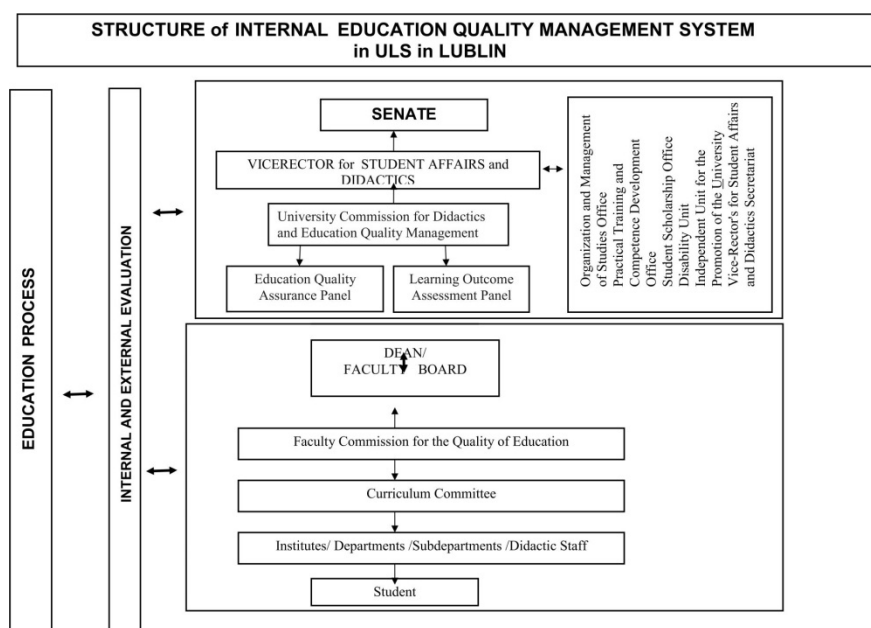 STRUCTURE of INTERNAL EDUCATION QUALITY MANAGEMENT SYSTEM
in ULS in LUBLIN
EDUCATION PROCESS
INTERNAL AND EXTERNAL EVALUATION
SENATE
VICERECTOR for STUDENT AFFAIRS and
DIDACTICS
University Commission for Didactics
and Education Quality Management
Education Quality
Assurance Panel
Learning Outcome
Assessment Panel
Organization and Management
of Studies Office
Practical Training and
Competence Development
Office
Student Scholarship Office
Disability Unit
Independent Unit for the
Promotion of the University
Vice-Rector's for Student Affairs
and Didactics Secretariat
DEAN/
FACULTY BOARD
Faculty Commission for the Quality of Education
Curriculum Committee
Institutes/ Departments /Subdepartments /Didactic Staff
Student